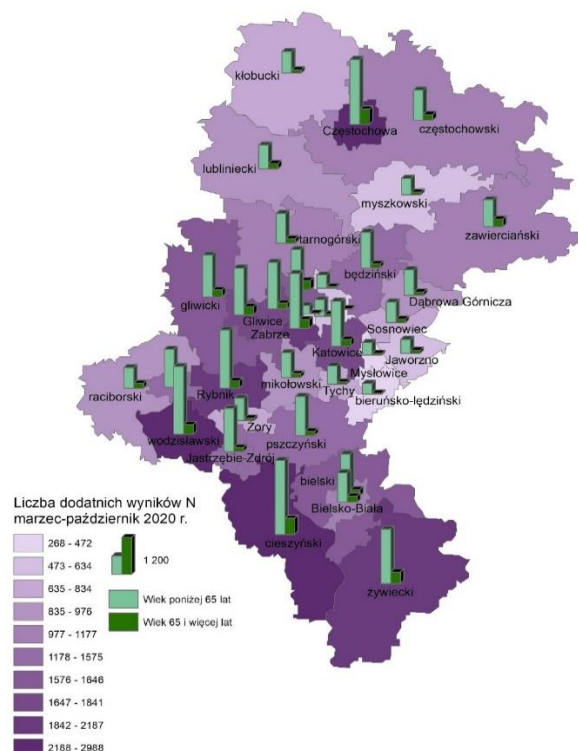 kłobucki
Częstochowa
częstochowski
lubliniecki
myszkowski
zawierciański
tarnogórski
będziński
Dąbrowa Górnicza
gliwicki
Gliwice
Zabrze
Sosnowiec
Katowice
Jaworzno
Mysłowice
mikołowski
Tychy
bieruńsko-lędziński
raciborski
Rybnik
Żory
wodzisławski
Jastrzębie-Zdrój
pszczyński
bielski
Bielsko-Biała
cieszyński
żywiecki
Liczba dodatnich wyników N
marzec-październik 2020 r.
268 - 472
473 - 634
635 - 834
835 - 976
977 - 1177
1178 - 1575
1576 - 1646
1647 - 1841
1842 - 2187
2188 - 2988
1 200
Wiek poniżej 65 lat
Wiek 65 i więcej lat